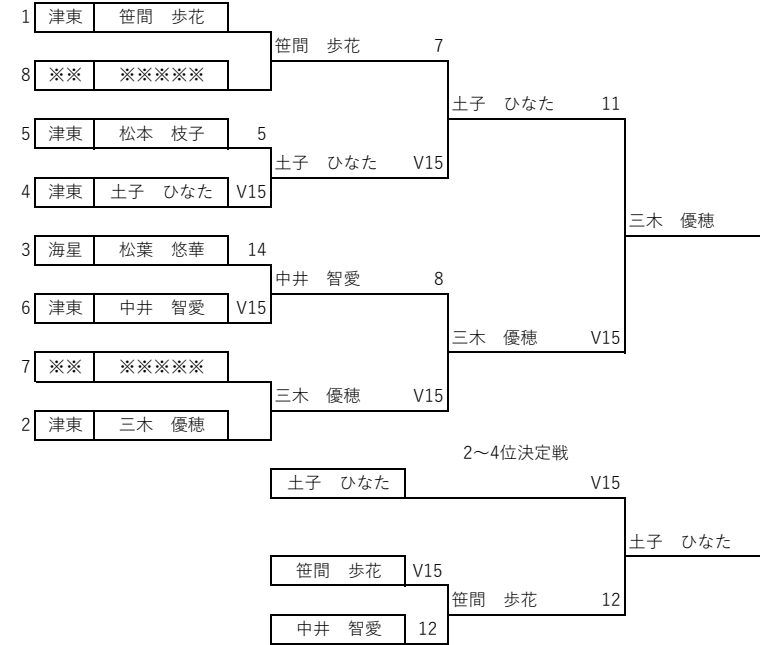 1 津東 笹間　歩花
笹間　歩花 7
8 ※※ ※※※※※
土子　ひなた 11
5 津東 松本　枝子 5
土子　ひなた V15
4 津東 土子　ひなた V15
三木　優穂
3 海星 松葉　悠華 14
中井　智愛 8
6 津東 中井　智愛 V15
三木　優穂 V15
7 ※※ ※※※※※
三木　優穂 V15
2 津東 三木　優穂
2～4位決定戦
土子　ひなた V15
土子　ひなた
笹間　歩花 V15
笹間　歩花 12
中井　智愛 12